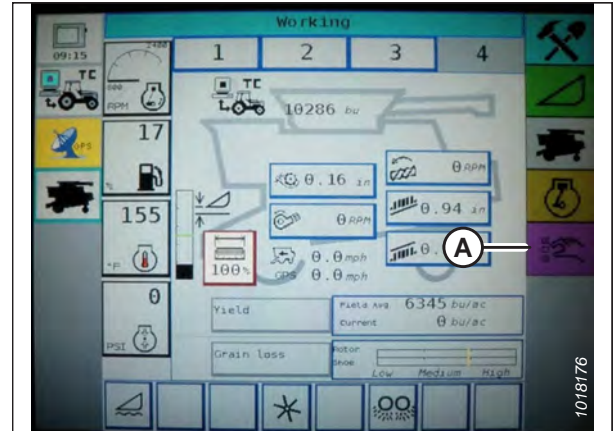 Working
09:15
2400
600
RPM
1 2 3 4
TC
TC
10286 bu
GPS
17
%
0.16 in
0 RPM
0 RPM
0.94 in
0.
A
155
°F
100%
0.0 mph
GPS 0.0 mph
0
PSI
Yield
Field Avg 6345 bu/ac
Current 0 bu/ac
Grain loss
Rotor
Shoe
Low Medium High
1018176